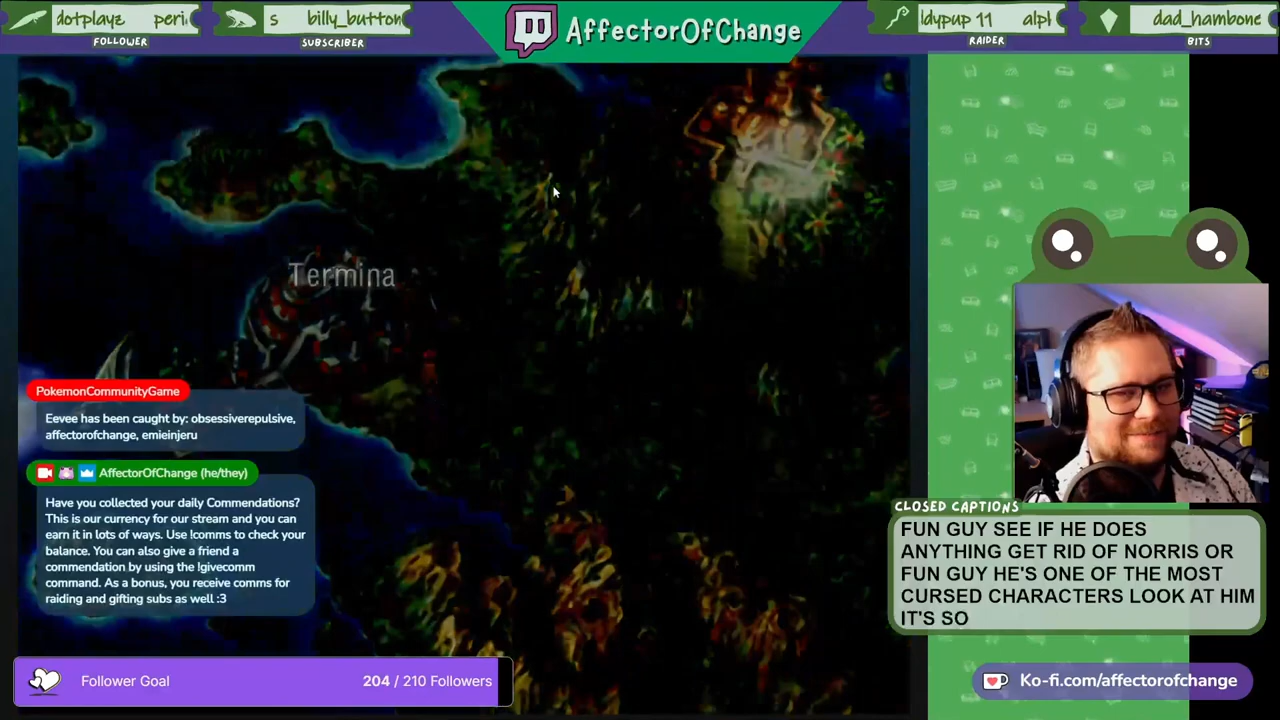 dotplayz peri
FOLLOWER
s billy_button
SUBSCRIBER
AffectorOfChange
ldypup 11 alpl
RAIDER
dad_hambone
BITS
Termina
PokemonCommunityGame
Eevee has been caught by: obsessiverepulsive,
affectorofchange, emieinjeru
AffectorOfChange (he/they)
Have you collected your daily Commendations?
This is our currency for our stream and you can
earn it in lots of ways. Use !comms to check your
balance. You can also give a friend a
commendation by using the !givecomm
command. As a bonus, you receive comms for
raiding and gifting subs as well :3
Follower Goal 204 / 210 Followers
CLOSED CAPTIONS
FUN GUY SEE IF HE DOES
ANYTHING GET RID OF NORRIS OR
FUN GUY HE'S ONE OF THE MOST
CURSED CHARACTERS LOOK AT HIM
IT'S SO
Ko-fi.com/affectorofchange